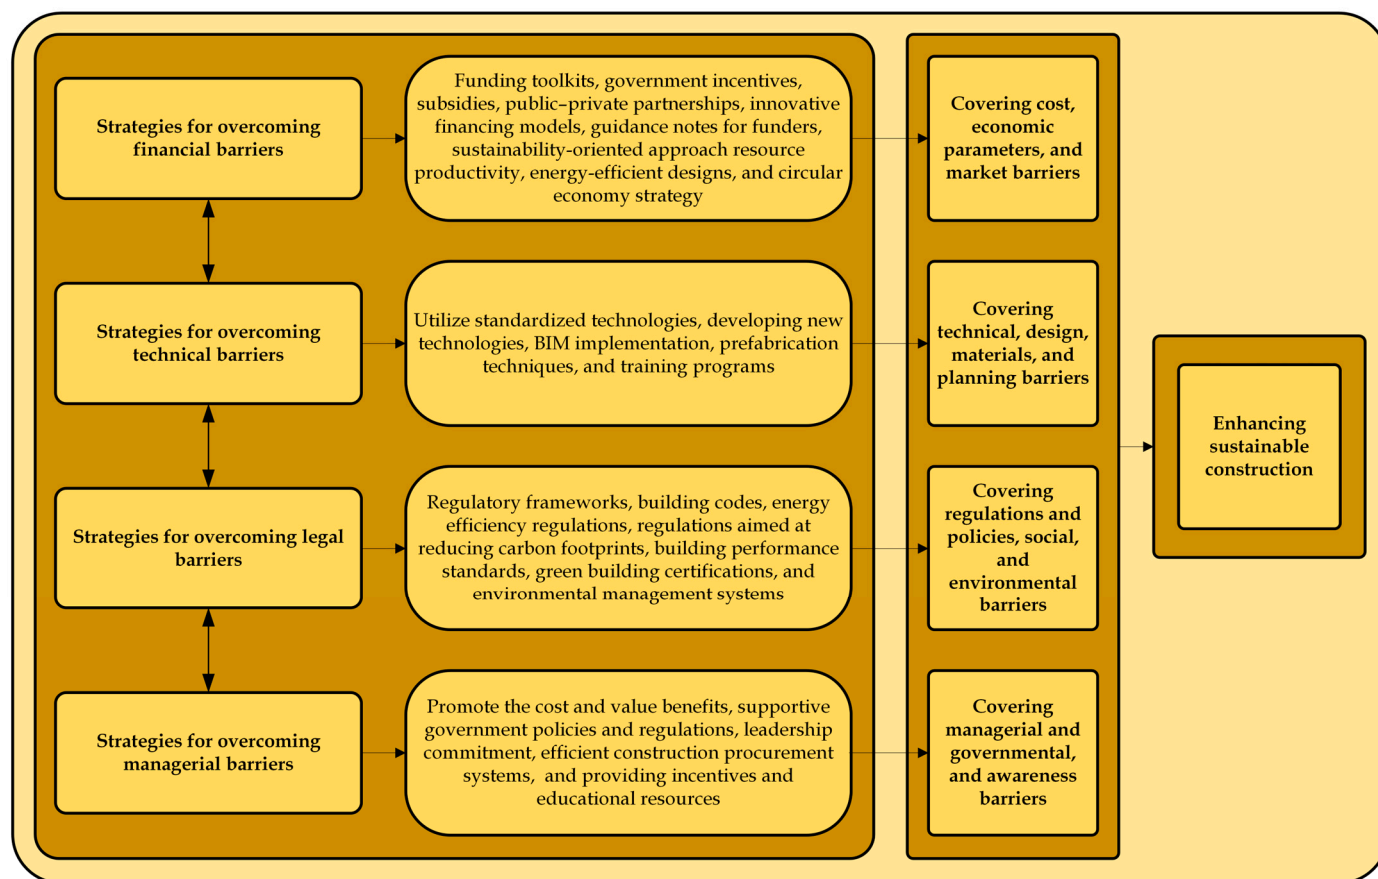 Strategies for overcoming
financial barriers
Funding toolkits, government incentives,
subsidies, public–private partnerships, innovative
financing models, guidance notes for funders,
sustainability-oriented approach resource
productivity, energy-efficient designs, and circular
economy strategy
Covering cost,
economic
parameters, and
market barriers
Strategies for overcoming
technical barriers
Utilize standardized technologies, developing new
technologies, BIM implementation, prefabrication
techniques, and training programs
Covering
technical, design,
materials, and
planning barriers
Strategies for overcoming legal
barriers
Regulatory frameworks, building codes, energy
efficiency regulations, regulations aimed at
reducing carbon footprints, building performance
standards, green building certifications, and
environmental management systems
Covering
regulations and
policies, social,
and
environmental
barriers
Strategies for overcoming
managerial barriers
Promote the cost and value benefits, supportive
government policies and regulations, leadership
commitment, efficient construction procurement
systems,  and providing incentives and
educational resources
Covering
managerial and
governmental,
and awareness
barriers
Enhancing
sustainable
construction